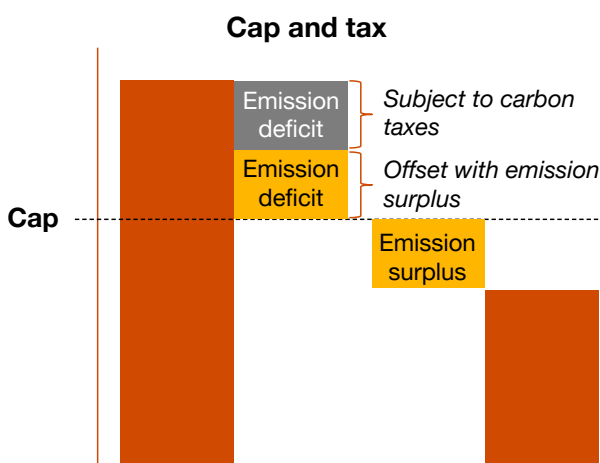 Cap and tax
Emission
deficit
Subject to carbon
taxes
Emission
deficit
Offset with emission
surplus
Cap
Emission
surplus